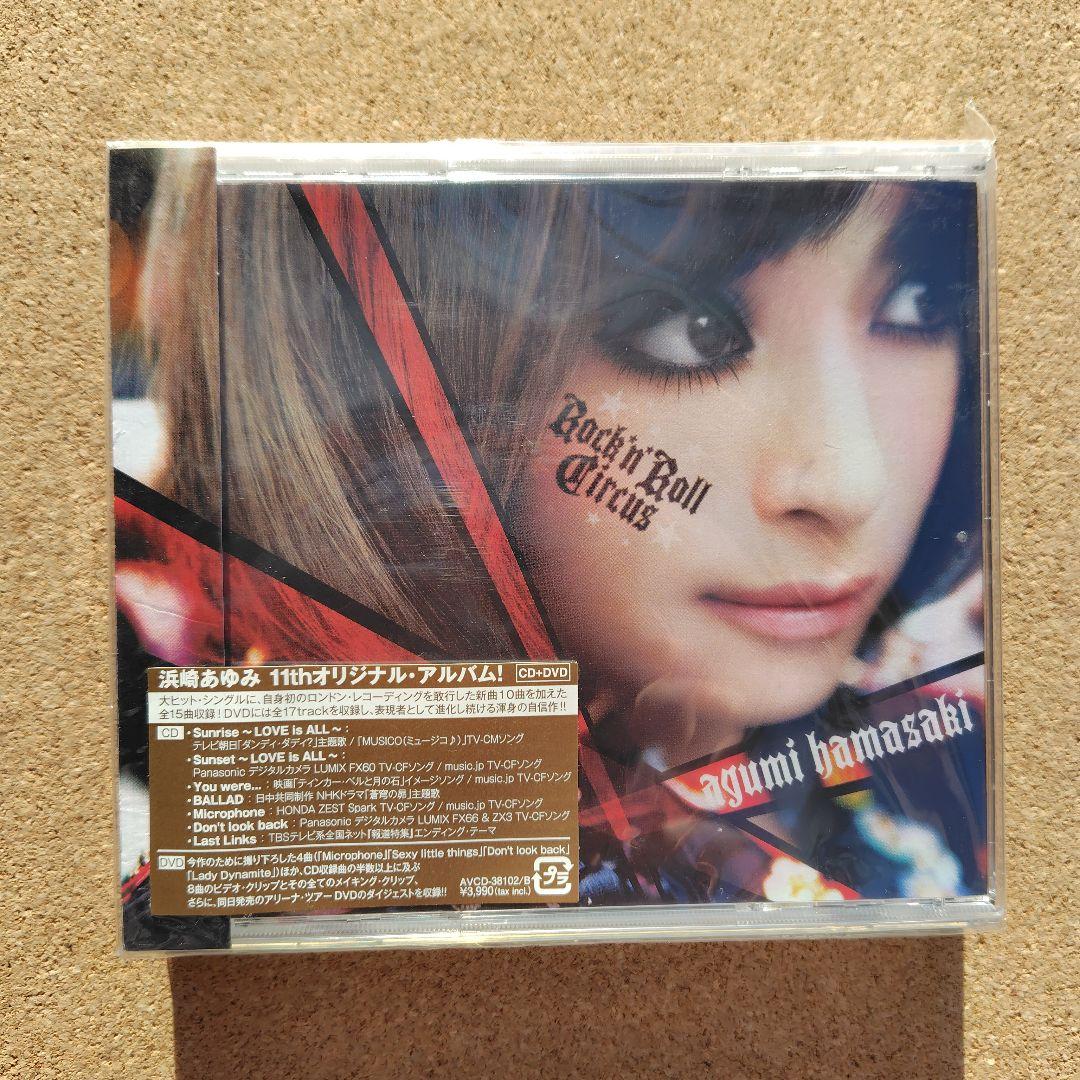 Rock'n'Roll
Circus
ayumi hamasaki
浜崎あゆみ 11thオリジナル・アルバム! CD+DVD
大ヒット・シングルに、自身初のロンドン・レコーディングを敢行した新曲10曲を加えた
全15曲収録!DVDには全17trackを収録し、表現者として進化し続ける渾身の自信作!!
CD ・Sunrise ～LOVE is ALL～:
テレビ朝日「ダンディ・ダディ?」主題歌 / 「MUSICO(ミュージコ♪)」TV-CMソング
・Sunset ～LOVE is ALL～:
Panasonic デジタルカメラ LUMIX FX60 TV-CFソング / music.jp TV-CFソング
・You were...:映画「ティンカー・ベルと月の石」イメージソング / music.jp TV-CFソング
・BALLAD:日中共同制作 NHKドラマ「蒼穹の昴」主題歌
・Microphone:HONDA ZEST Spark TV-CFソング / music.jp TV-CFソング
・Don't look back:Panasonic デジタルカメラ LUMIX FX66 & ZX3 TV-CFソング
・Last Links:TBSテレビ系全国ネット「報道特集」エンディング・テーマ
DVD 今作のために撮り下ろした4曲(「Microphone」「Sexy little things」「Don't look back」
「Lady Dynamite」)ほか、CD収録曲の半数以上に及ぶ
8曲のビデオ・クリップとその全てのメイキング・クリップ、
さらに、同日発売のアリーナ・ツアーDVDのダイジェストを収録!!
AVCD-38102/B
¥3,990(tax incl.)
プラ